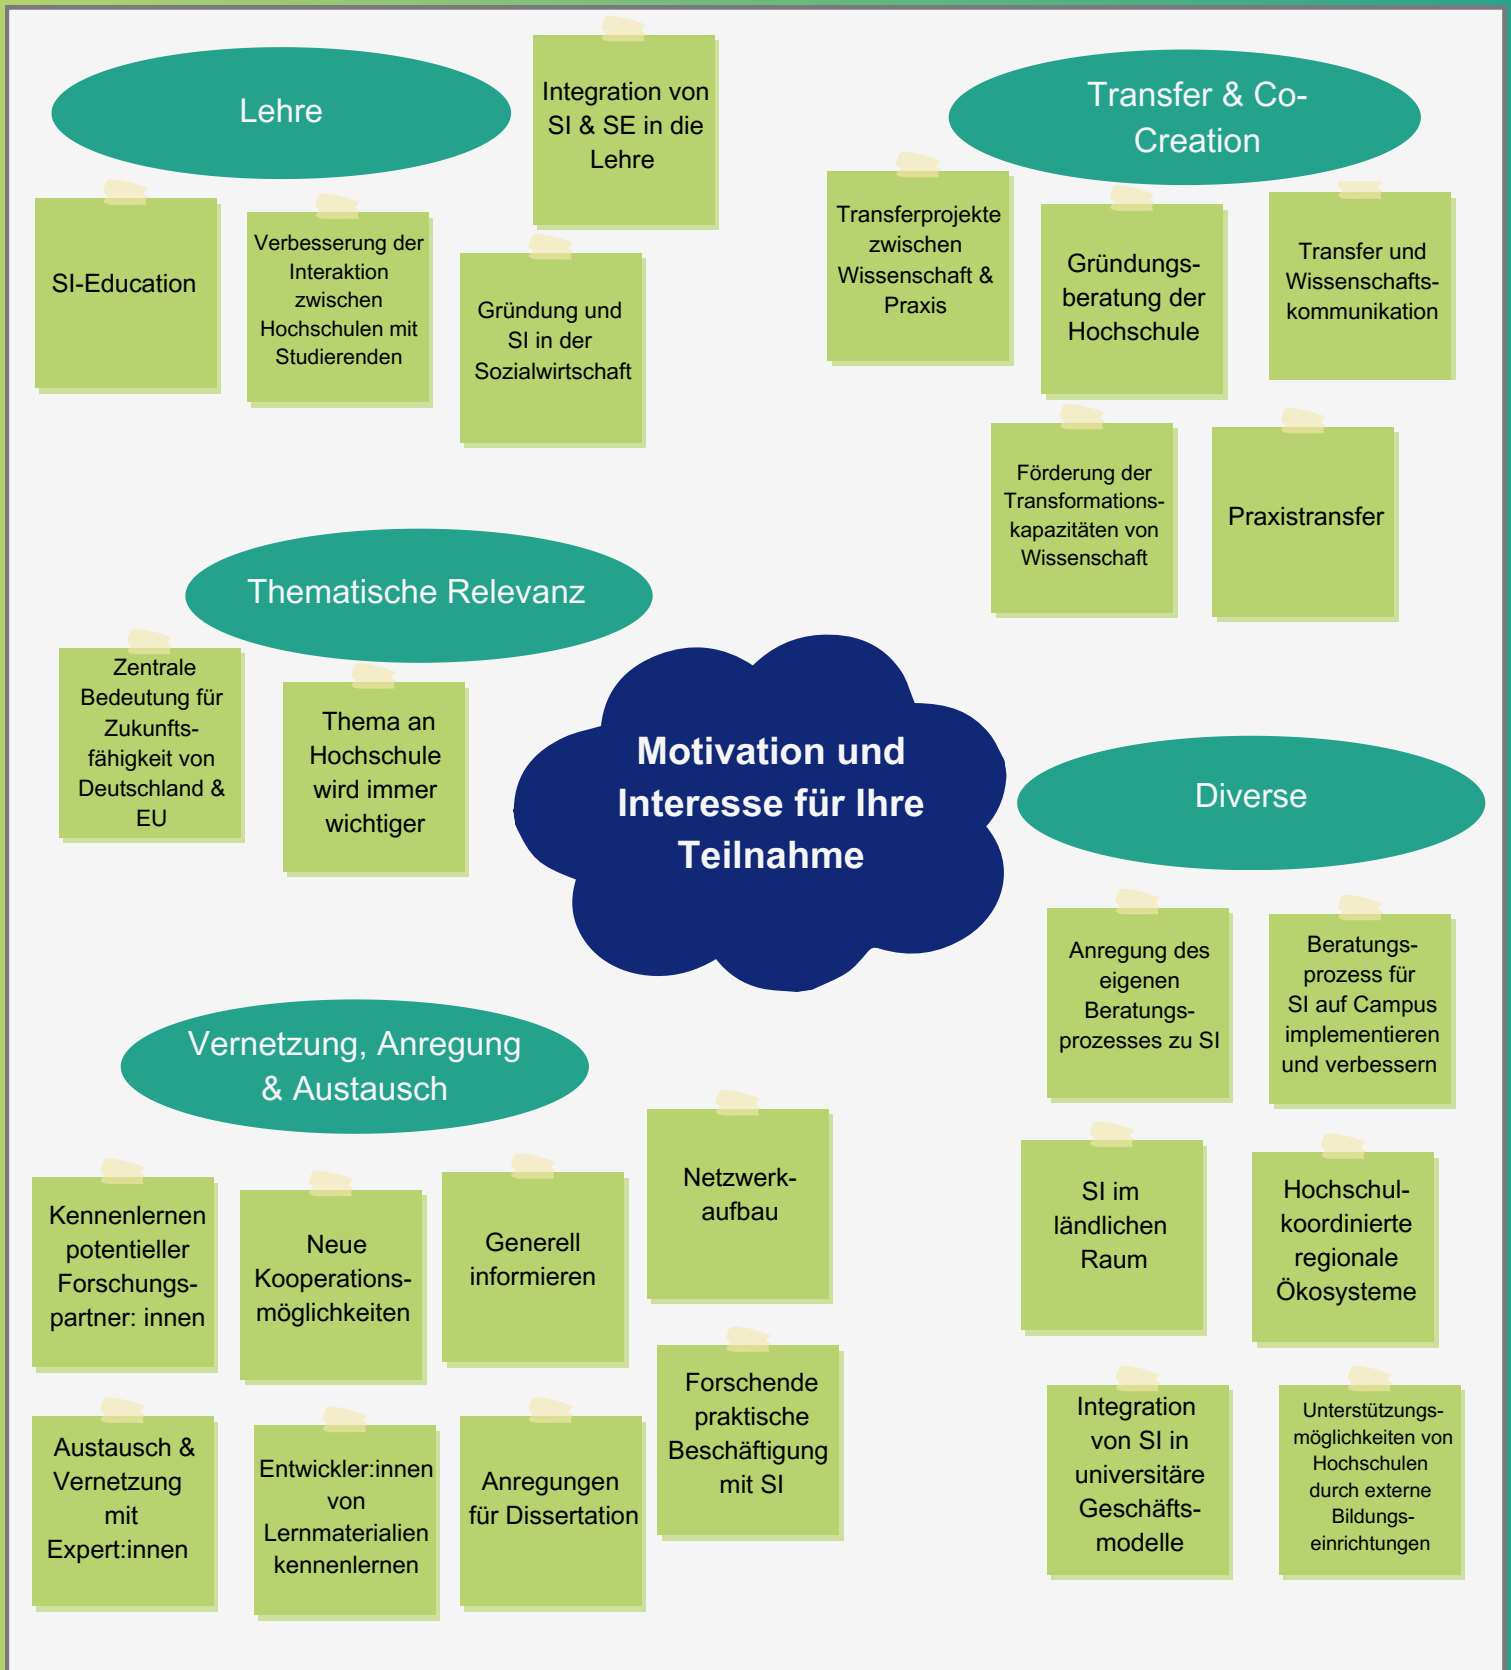 Lehre
Integration von
SI & SE in die
Lehre
SI-Education
Verbesserung der
Interaktion
zwischen
Hochschulen mit
Studierenden
Gründung und
SI in der
Sozialwirtschaft
Transfer & Co-
Creation
Transferprojekte
zwischen
Wissenschaft &
Praxis
Gründungs-
beratung der
Hochschule
Transfer und
Wissenschafts-
kommunikation
Förderung der
Transformations-
kapazitäten von
Wissenschaft
Praxistransfer
Thematische Relevanz
Zentrale
Bedeutung für
Zukunfts-
fähigkeit von
Deutschland &
EU
Thema an
Hochschule
wird immer
wichtiger
Motivation und
Interesse für Ihre
Teilnahme
Diverse
Anregung des
eigenen
Beratungs-
prozesses zu SI
Beratungs-
prozess für
SI auf Campus
implementieren
und verbessern
SI im
ländlichen
Raum
Hochschul-
koordinierte
regionale
Ökosysteme
Integration
von SI in
universitäre
Geschäfts-
modelle
Unterstützungs-
möglichkeiten von
Hochschulen
durch externe
Bildungs-
einrichtungen
Vernetzung, Anregung
& Austausch
Kennenlernen
potentieller
Forschungs-
partner: innen
Neue
Kooperations-
möglichkeiten
Generell
informieren
Netzwerk-
aufbau
Austausch &
Vernetzung
mit
Expert:innen
Entwickler:innen
von
Lernmaterialien
kennenlernen
Anregungen
für Dissertation
Forschende
praktische
Beschäftigung
mit SI